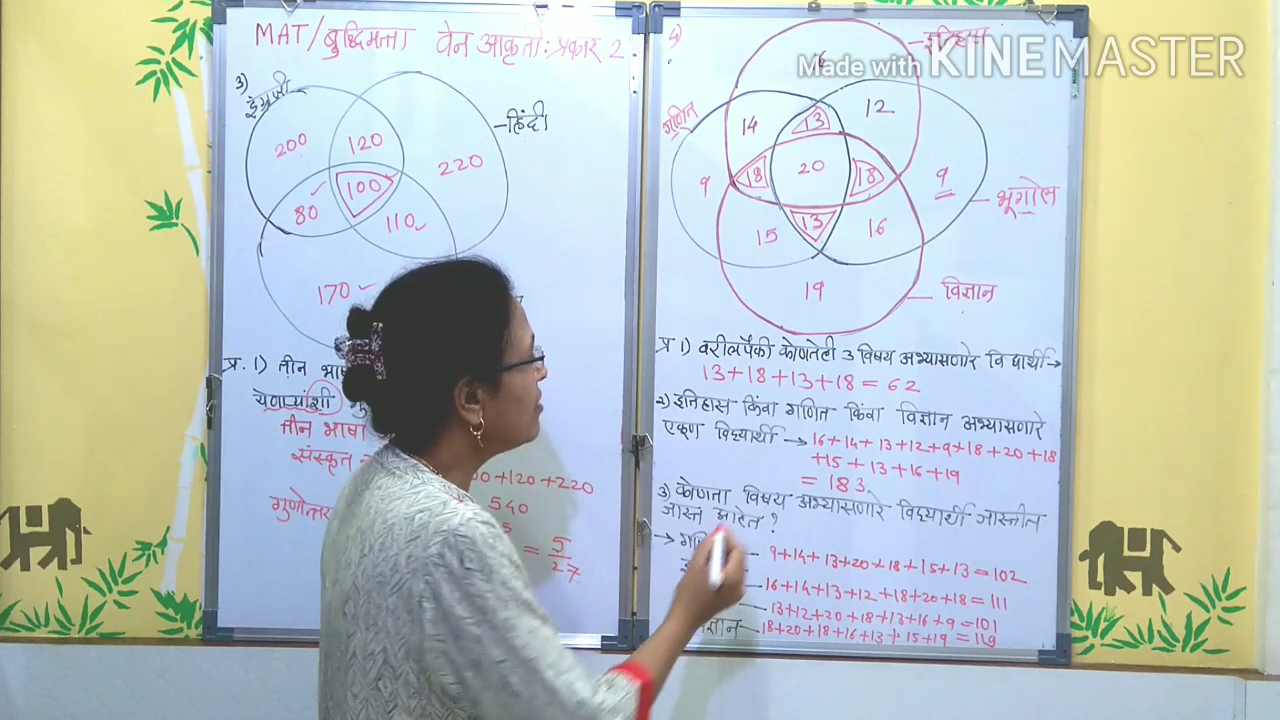 MAT/बुध्दिमत्ता वेन आकृती: प्रकार 2
3)
इंग्रजी
हिंदी
200
120
220
100
80
110
170
प्र. 1) तीन भाषा
येणाऱ्यांशी
तीन भाषा
संस्कृत
+120+220
540
गुणोत्तर
= 5/27
Made with KINEMASTER
इतिहास
गणित
भूगोल
विज्ञान
16
14
13
12
9
18
20
18
9
15
13
16
19
प्र 1) वरीलपैकी कोणतेही 3 विषय अभ्यासणारे विद्यार्थी →
13+18+13+18 = 62
2) इतिहास किंवा गणित किंवा विज्ञान अभ्यासणारे
एकूण विद्यार्थी → 16+14+13+12+9+18+20+18
+15+13+16+19
= 183
3) कोणता विषय अभ्यासणारे विद्यार्थी जास्तीत
जास्त आहेत ?
→ 9+14+13+20+18+15+13 = 102
16+14+13+12+18+20+18 = 111
13+12+20+18+13+16+9 = 101
18+20+18+16+13+15+19 = 119